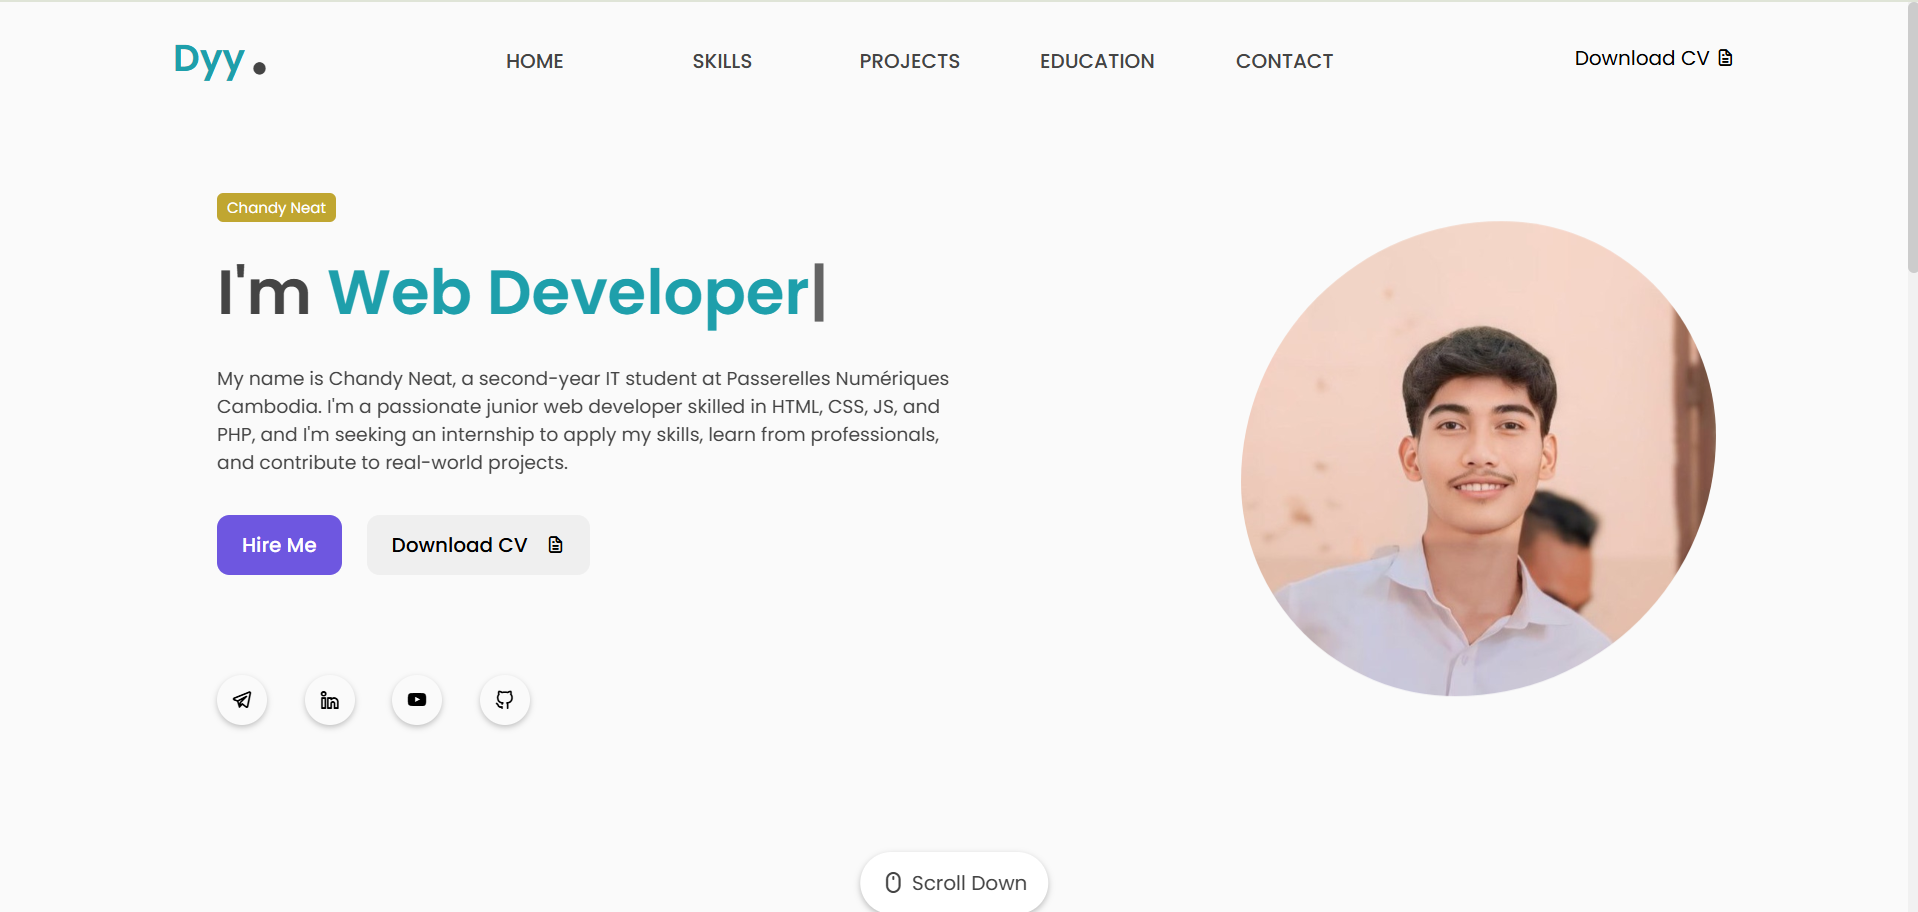 Dyy .
HOME
SKILLS
PROJECTS
EDUCATION
CONTACT
Download CV
Chandy Neat
I'm Web Developer|
My name is Chandy Neat, a second-year IT student at Passerelles Numériques
Cambodia. I'm a passionate junior web developer skilled in HTML, CSS, JS, and
PHP, and I'm seeking an internship to apply my skills, learn from professionals,
and contribute to real-world projects.
Hire Me
Download CV
in
Scroll Down